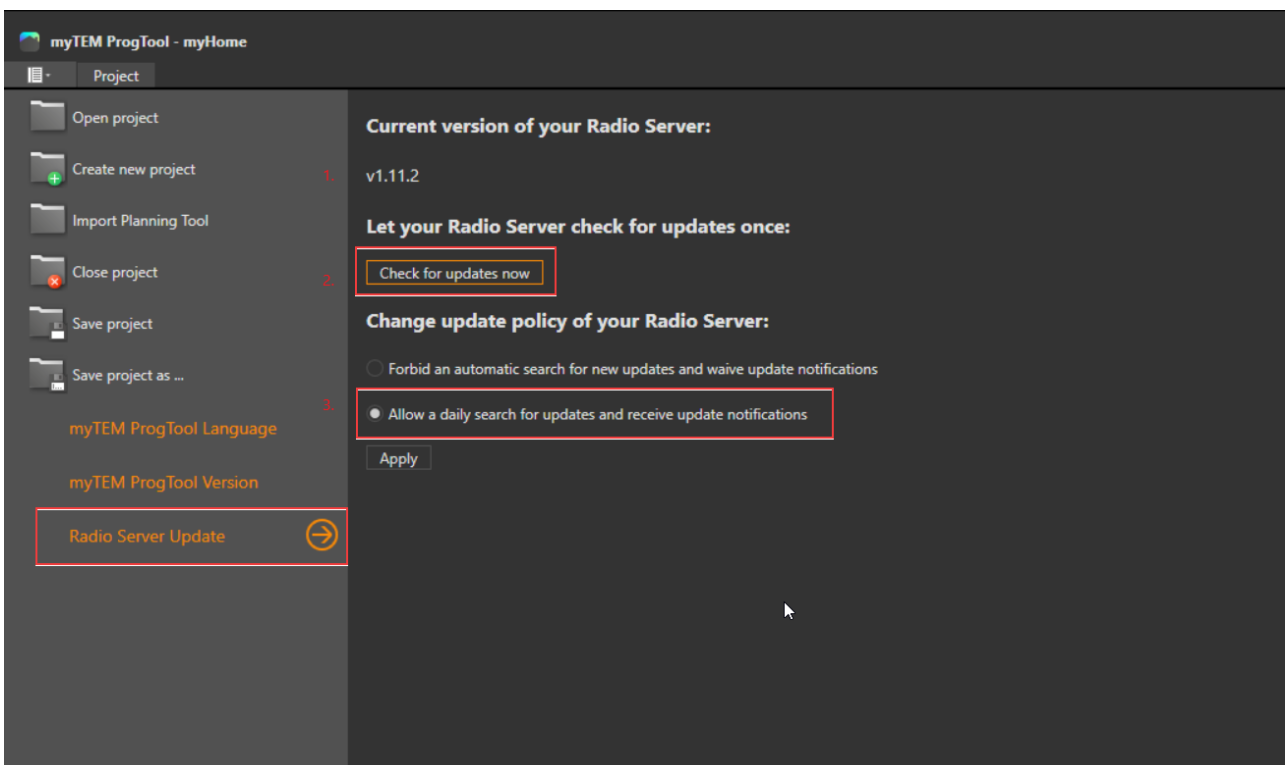 myTEM ProgTool - myHome
Project
Open project
Create new project
Import Planning Tool
Close project
Save project
Save project as ...
myTEM ProgTool Language
myTEM ProgTool Version
Radio Server Update
Current version of your Radio Server:
1.
v1.11.2
Let your Radio Server check for updates once:
2.
Check for updates now
Change update policy of your Radio Server:
Forbid an automatic search for new updates and waive update notifications
3.
Allow a daily search for updates and receive update notifications
Apply